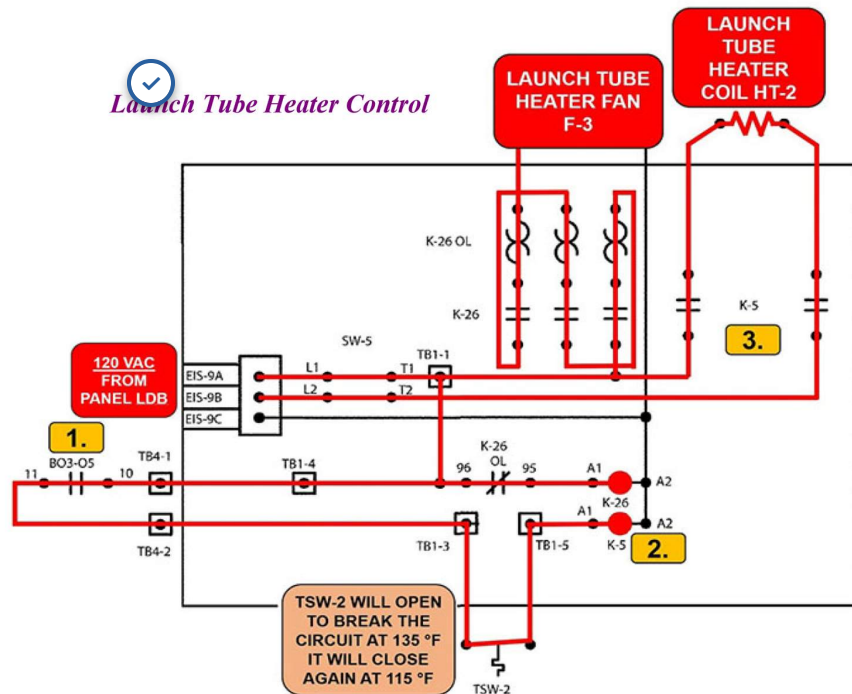 LAUNCH
TUBE
HEATER
COIL HT-2
LAUNCH TUBE
HEATER FAN
F-3
Launch Tube Heater Control
K-26 OL
K-26
K-5
3.
SW-5
TB1-1
120 VAC
FROM
PANEL LDB
EIS-9A
L1
T1
EIS-9B
L2
T2
EIS-9C
1.
BO3-O5
11
10
TB4-1
TB1-4
K-26
OL
96
95
A1
A2
K-26
TB4-2
TB1-3
TB1-5
A1
A2
K-5
2.
TSW-2 WILL OPEN
TO BREAK THE
CIRCUIT AT 135 °F
IT WILL CLOSE
AGAIN AT 115 °F
TSW-2